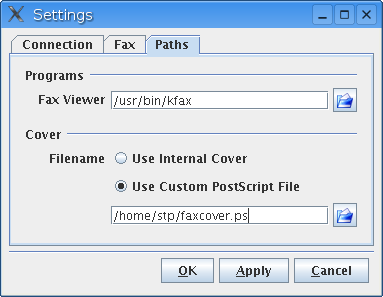 Settings
Connection Fax Paths
Programs
Fax Viewer /usr/bin/kfax
Cover
Filename Use Internal Cover
Use Custom PostScript File
/home/stp/faxcover.ps
OK Apply Cancel